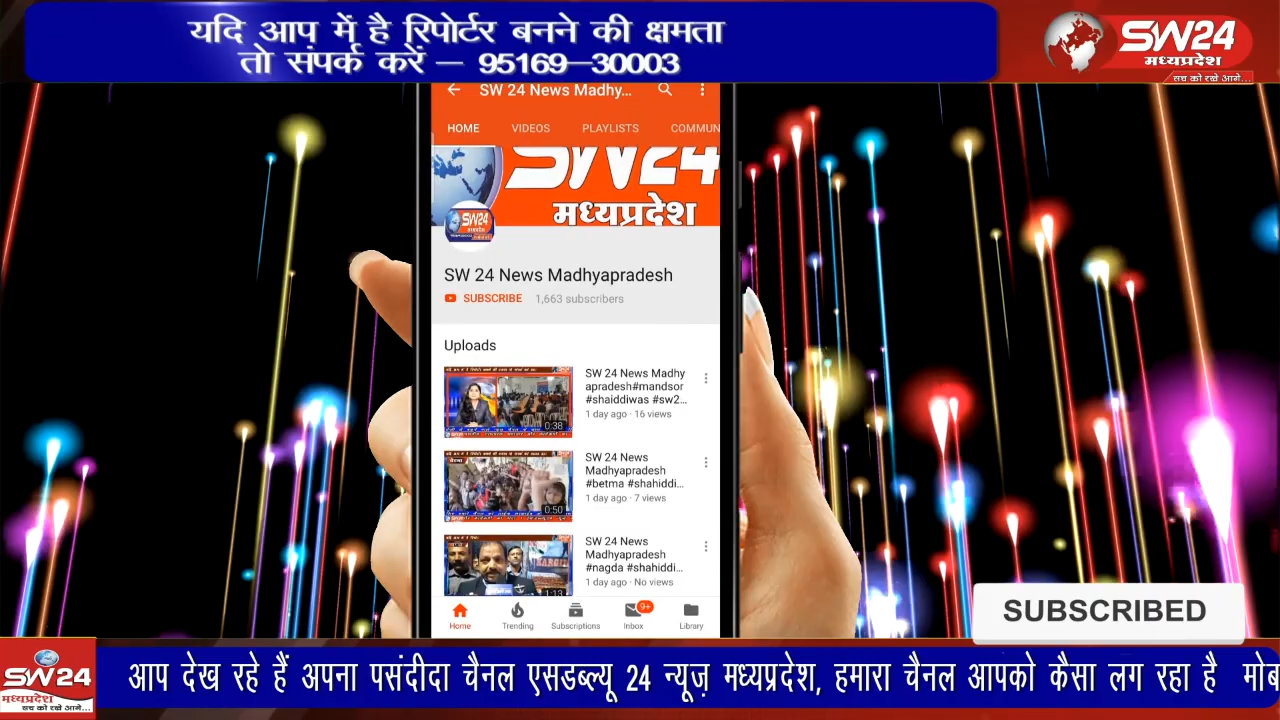 यदि आप में है रिपोर्टर बनने की क्षमता
तो संपर्क करें – 95169–30003
SW24
मध्यप्रदेश
सच को रखे आगे...
SW 24 News Madhy...
HOME VIDEOS PLAYLISTS COMMUN
SW24
मध्यप्रदेश
SW24
SW 24 News Madhyapradesh
SUBSCRIBE 1,663 subscribers
Uploads
SW 24 News Madhy
apradesh#mandsor
#shaiddiwas #sw2...
1 day ago · 16 views
0:38
SW 24 News
Madhyapradesh
#betma #shahiddi...
1 day ago · 7 views
0:50
SW 24 News
Madhyapradesh
#nagda #shahiddi...
1 day ago · No views
1:13
9+
Home Trending Subscriptions Inbox Library
SUBSCRIBED
SW24
मध्यप्रदेश
सच को रखे आगे...
आप देख रहे हैं अपना पसंदीदा चैनल एसडब्ल्यू 24 न्यूज़ मध्यप्रदेश, हमारा चैनल आपको कैसा लग रहा है मोब